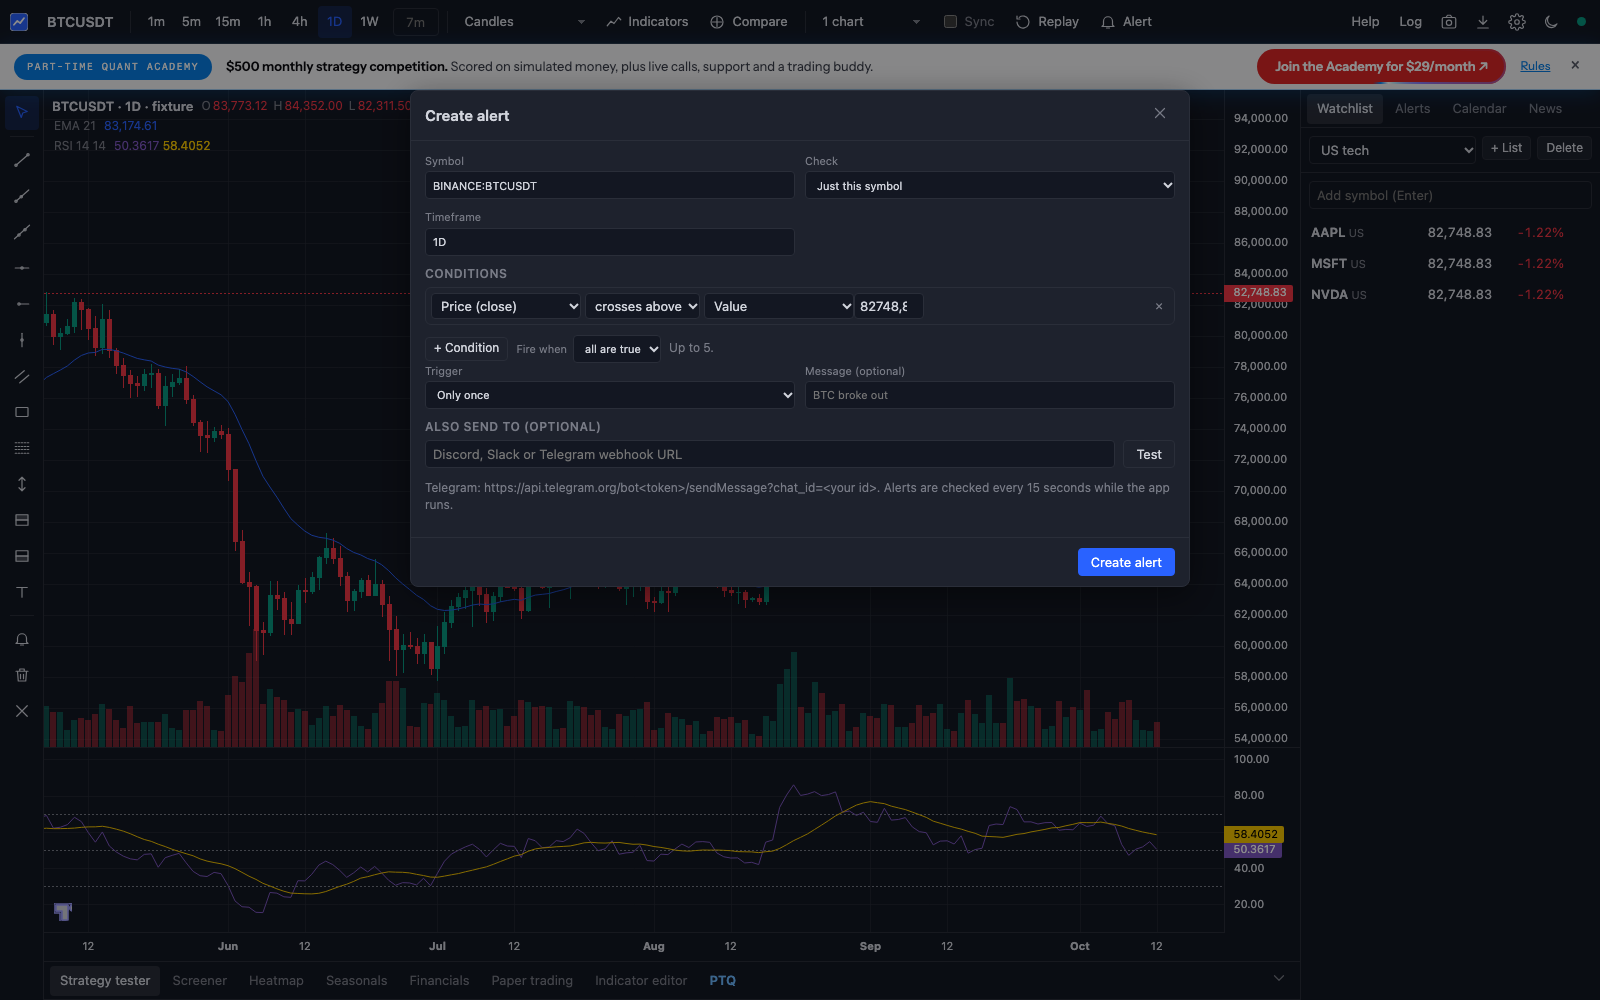 BTCUSDT 1m 5m 15m 1h 4h 1D 1W 7m Candles Indicators Compare 1 chart Sync Replay Alert Help Log
PART-TIME QUANT ACADEMY $500 monthly strategy competition. Scored on simulated money, plus live calls, support and a trading buddy. Join the Academy for $29/month ↗ Rules ×
BTCUSDT · 1D · fixture O83,773.12 H84,352.00 L82,311.50
EMA 21 83,174.61
RSI 14 14 50.3617 58.4052
Create alert
Symbol Check
BINANCE:BTCUSDT Just this symbol
Timeframe
1D
CONDITIONS
Price (close) crosses above Value 82748,8 ×
+ Condition Fire when all are true Up to 5.
Trigger Message (optional)
Only once BTC broke out
ALSO SEND TO (OPTIONAL)
Discord, Slack or Telegram webhook URL Test
Telegram: https://api.telegram.org/bot<token>/sendMessage?chat_id=<your id>. Alerts are checked every 15 seconds while the app
runs.
Create alert
94,000.00
92,000.00
90,000.00
88,000.00
86,000.00
84,000.00
82,748.83
82,000.00
80,000.00
78,000.00
76,000.00
74,000.00
72,000.00
70,000.00
68,000.00
66,000.00
64,000.00
62,000.00
60,000.00
58,000.00
56,000.00
54,000.00
100.00
80.00
58.4052
50.3617
40.00
20.00
Watchlist Alerts Calendar News
US tech + List Delete
Add symbol (Enter)
AAPL US 82,748.83 -1.22%
MSFT US 82,748.83 -1.22%
NVDA US 82,748.83 -1.22%
12 Jun 12 Jul 12 Aug 12 Sep 12 Oct 12
Strategy tester Screener Heatmap Seasonals Financials Paper trading Indicator editor PTQ